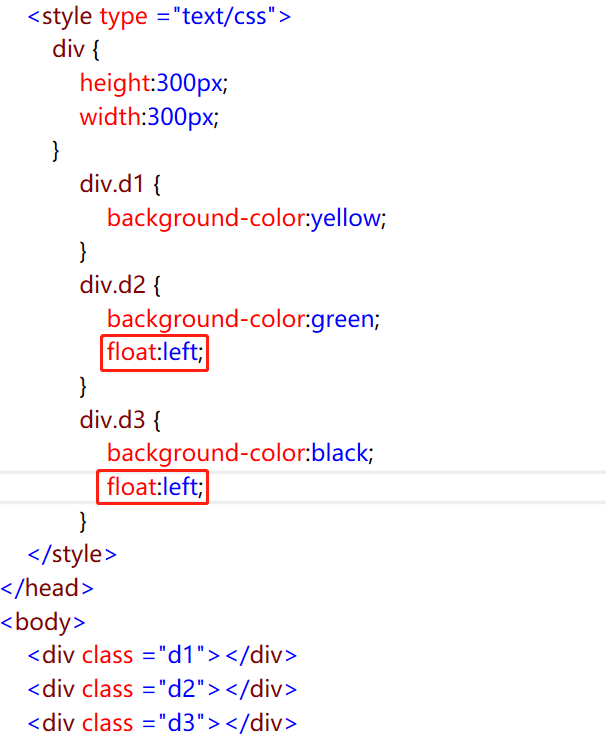 <style type ="text/css">
div {
height:300px;
width:300px;
}
div.d1 {
background-color:yellow;
}
div.d2 {
background-color:green;
float:left;
}
div.d3 {
background-color:black;
float:left;
}
</style>
</head>
<body>
<div class ="d1"></div>
<div class ="d2"></div>
<div class ="d3"></div>